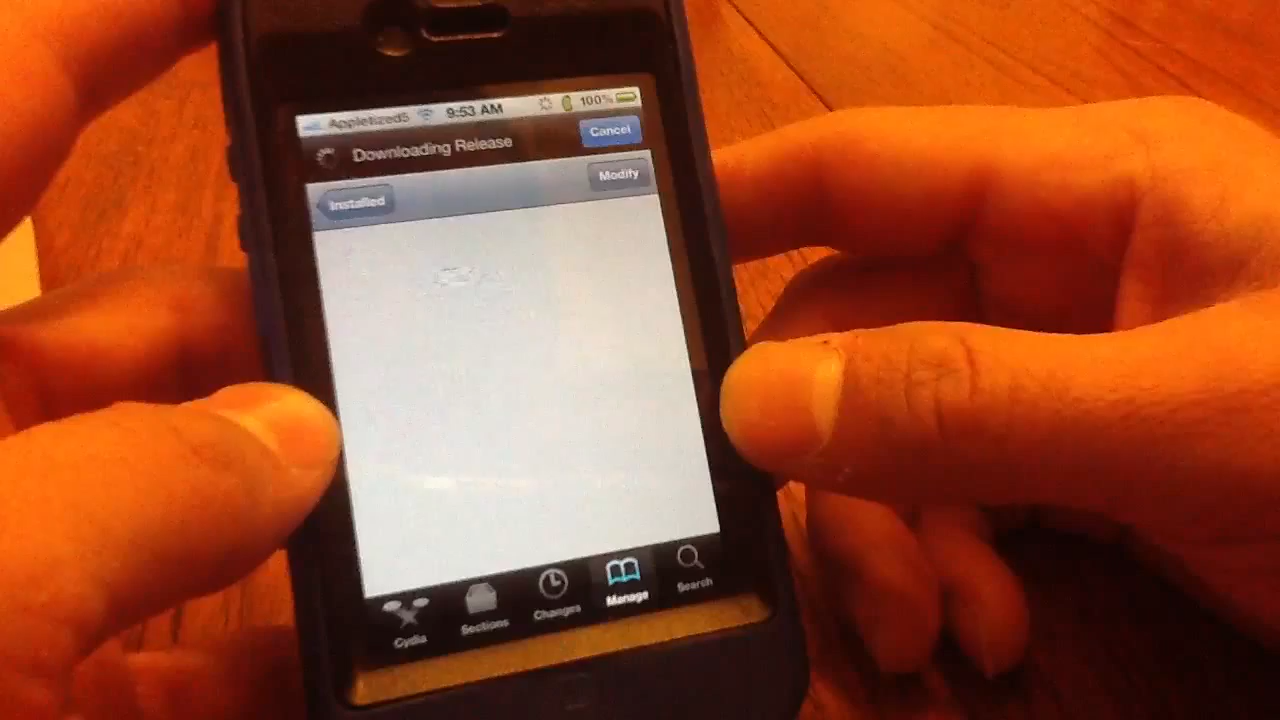 Appletized5 9:53 AM 100%
Downloading Release Cancel
Installed Modify
Cydia Sections Changes Manage Search